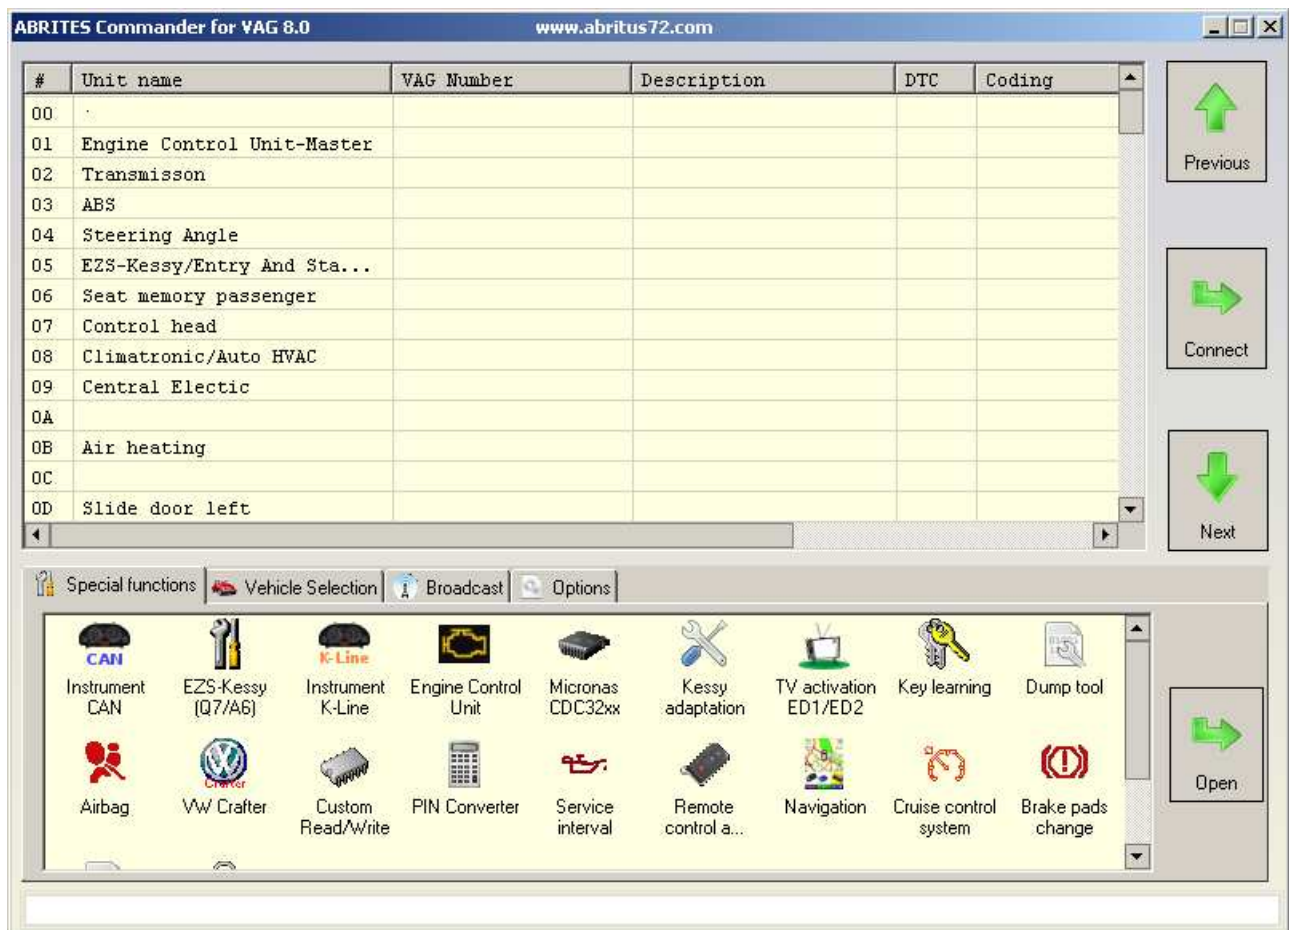 ABRITES Commander for VAG 8.0 www.abritus72.com
# Unit name VAG Number Description DTC Coding
00
01 Engine Control Unit-Master
02 Transmisson
03 ABS
04 Steering Angle
05 EZS-Kessy/Entry And Sta...
06 Seat memory passenger
07 Control head
08 Climatronic/Auto HVAC
09 Central Electic
0A
0B Air heating
0C
0D Slide door left
Previous
Connect
Next
Special functions Vehicle Selection Broadcast Options
CAN K-Line
Instrument CAN
EZS-Kessy (Q7/A6)
Instrument K-Line
Engine Control Unit
Micronas CDC32xx
Kessy adaptation
TV activation ED1/ED2
Key learning
Dump tool
Crafter
Airbag
VW Crafter
Custom Read/Write
PIN Converter
Service interval
Remote control a...
Navigation
Cruise control system
Brake pads change
Open